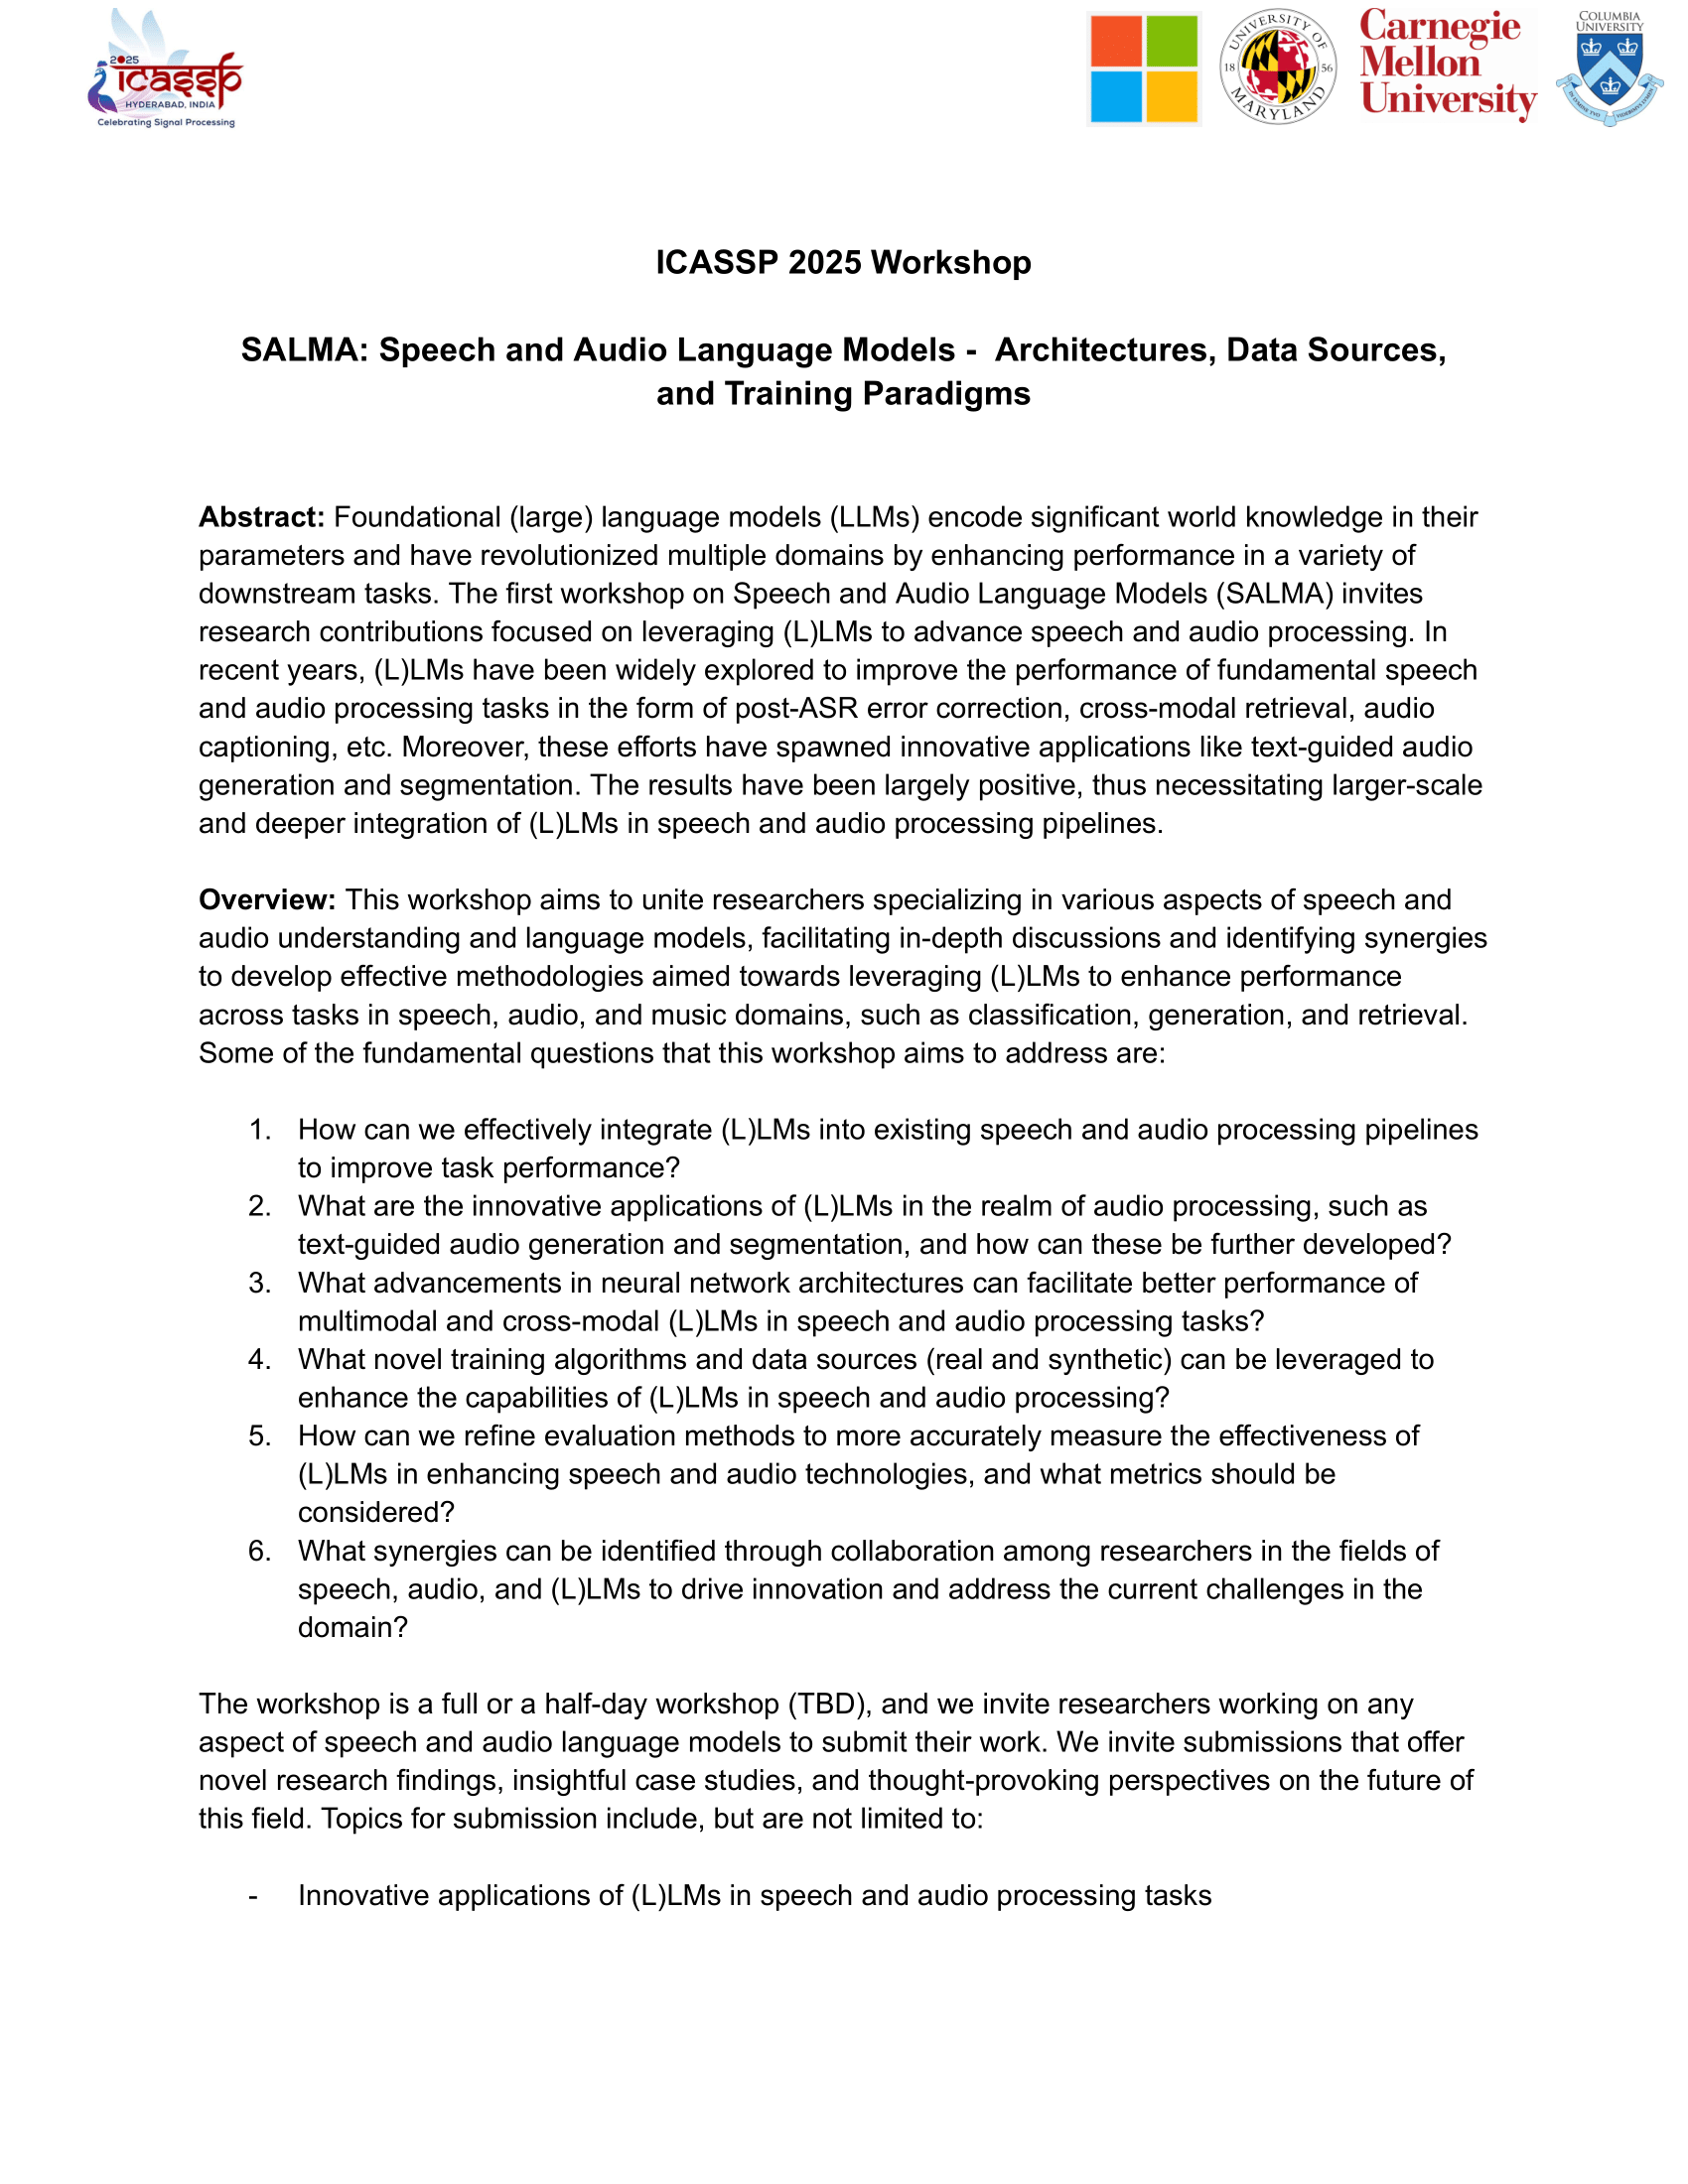 2025
icassp
HYDERABAD, INDIA
Celebrating Signal Processing
UNIVERSITY OF
18 56
MARYLAND
Carnegie
Mellon
University
COLUMBIA
UNIVERSITY
ICASSP 2025 Workshop
SALMA: Speech and Audio Language Models -  Architectures, Data Sources,
and Training Paradigms
Abstract: Foundational (large) language models (LLMs) encode significant world knowledge in their
parameters and have revolutionized multiple domains by enhancing performance in a variety of
downstream tasks. The first workshop on Speech and Audio Language Models (SALMA) invites
research contributions focused on leveraging (L)LMs to advance speech and audio processing. In
recent years, (L)LMs have been widely explored to improve the performance of fundamental speech
and audio processing tasks in the form of post-ASR error correction, cross-modal retrieval, audio
captioning, etc. Moreover, these efforts have spawned innovative applications like text-guided audio
generation and segmentation. The results have been largely positive, thus necessitating larger-scale
and deeper integration of (L)LMs in speech and audio processing pipelines.
Overview: This workshop aims to unite researchers specializing in various aspects of speech and
audio understanding and language models, facilitating in-depth discussions and identifying synergies
to develop effective methodologies aimed towards leveraging (L)LMs to enhance performance
across tasks in speech, audio, and music domains, such as classification, generation, and retrieval.
Some of the fundamental questions that this workshop aims to address are:
1. How can we effectively integrate (L)LMs into existing speech and audio processing pipelines
to improve task performance?
2. What are the innovative applications of (L)LMs in the realm of audio processing, such as
text-guided audio generation and segmentation, and how can these be further developed?
3. What advancements in neural network architectures can facilitate better performance of
multimodal and cross-modal (L)LMs in speech and audio processing tasks?
4. What novel training algorithms and data sources (real and synthetic) can be leveraged to
enhance the capabilities of (L)LMs in speech and audio processing?
5. How can we refine evaluation methods to more accurately measure the effectiveness of
(L)LMs in enhancing speech and audio technologies, and what metrics should be
considered?
6. What synergies can be identified through collaboration among researchers in the fields of
speech, audio, and (L)LMs to drive innovation and address the current challenges in the
domain?
The workshop is a full or a half-day workshop (TBD), and we invite researchers working on any
aspect of speech and audio language models to submit their work. We invite submissions that offer
novel research findings, insightful case studies, and thought-provoking perspectives on the future of
this field. Topics for submission include, but are not limited to:
- Innovative applications of (L)LMs in speech and audio processing tasks